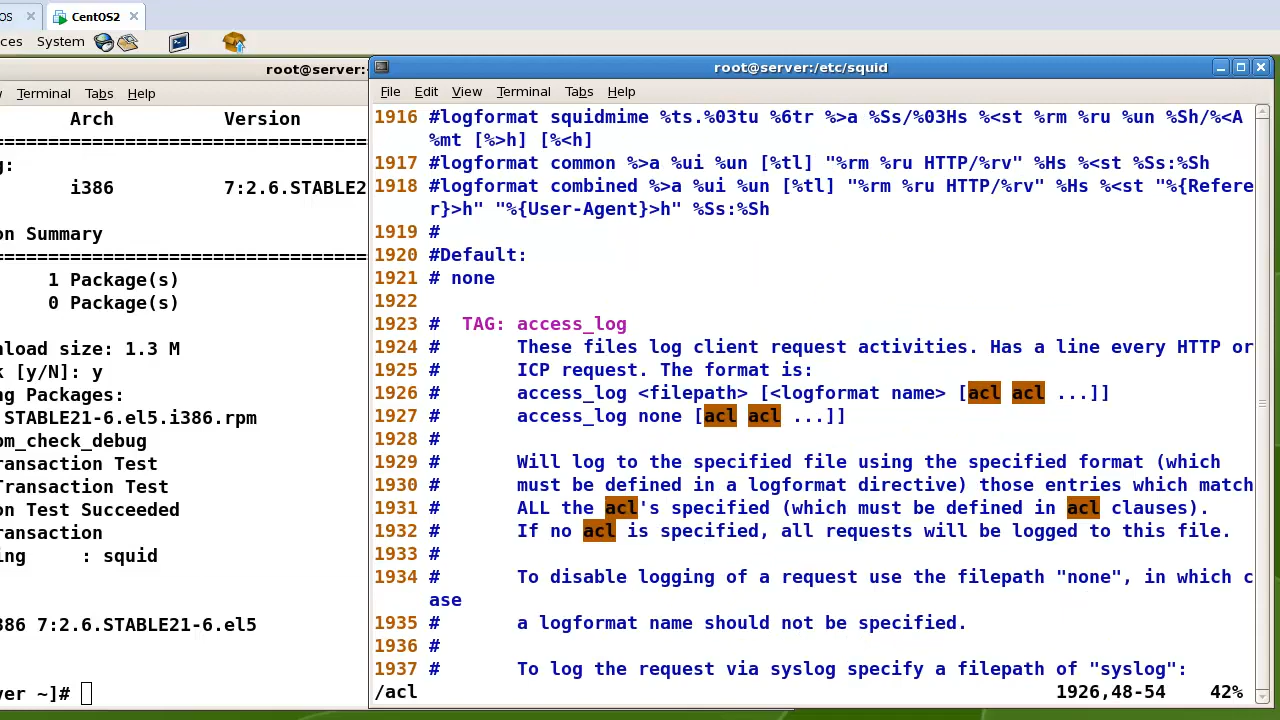 OS CentOS2
ces System
root@server:
Terminal Tabs Help
Arch Version
=================================
g:
i386 7:2.6.STABLE2
on Summary
=================================
1 Package(s)
0 Package(s)
load size: 1.3 M
k [y/N]: y
ng Packages:
STABLE21-6.el5.i386.rpm
pm_check_debug
ransaction Test
Transaction Test
on Test Succeeded
ransaction
ing : squid
386 7:2.6.STABLE21-6.el5
ver ~]#
root@server:/etc/squid
File Edit View Terminal Tabs Help
1916 #logformat squidmime %ts.%03tu %6tr %>a %Ss/%03Hs %<st %rm %ru %un %Sh/%<A
%mt [%>h] [%<h]
1917 #logformat common %>a %ui %un [%tl] "%rm %ru HTTP/%rv" %Hs %<st %Ss:%Sh
1918 #logformat combined %>a %ui %un [%tl] "%rm %ru HTTP/%rv" %Hs %<st "%{Refere
r}>h" "%{User-Agent}>h" %Ss:%Sh
1919 #
1920 #Default:
1921 # none
1922
1923 # TAG: access_log
1924 # These files log client request activities. Has a line every HTTP or
1925 # ICP request. The format is:
1926 # access_log <filepath> [<logformat name> [acl acl ...]]
1927 # access_log none [acl acl ...]]
1928 #
1929 # Will log to the specified file using the specified format (which
1930 # must be defined in a logformat directive) those entries which match
1931 # ALL the acl's specified (which must be defined in acl clauses).
1932 # If no acl is specified, all requests will be logged to this file.
1933 #
1934 # To disable logging of a request use the filepath "none", in which c
ase
1935 # a logformat name should not be specified.
1936 #
1937 # To log the request via syslog specify a filepath of "syslog":
/acl 1926,48-54 42%